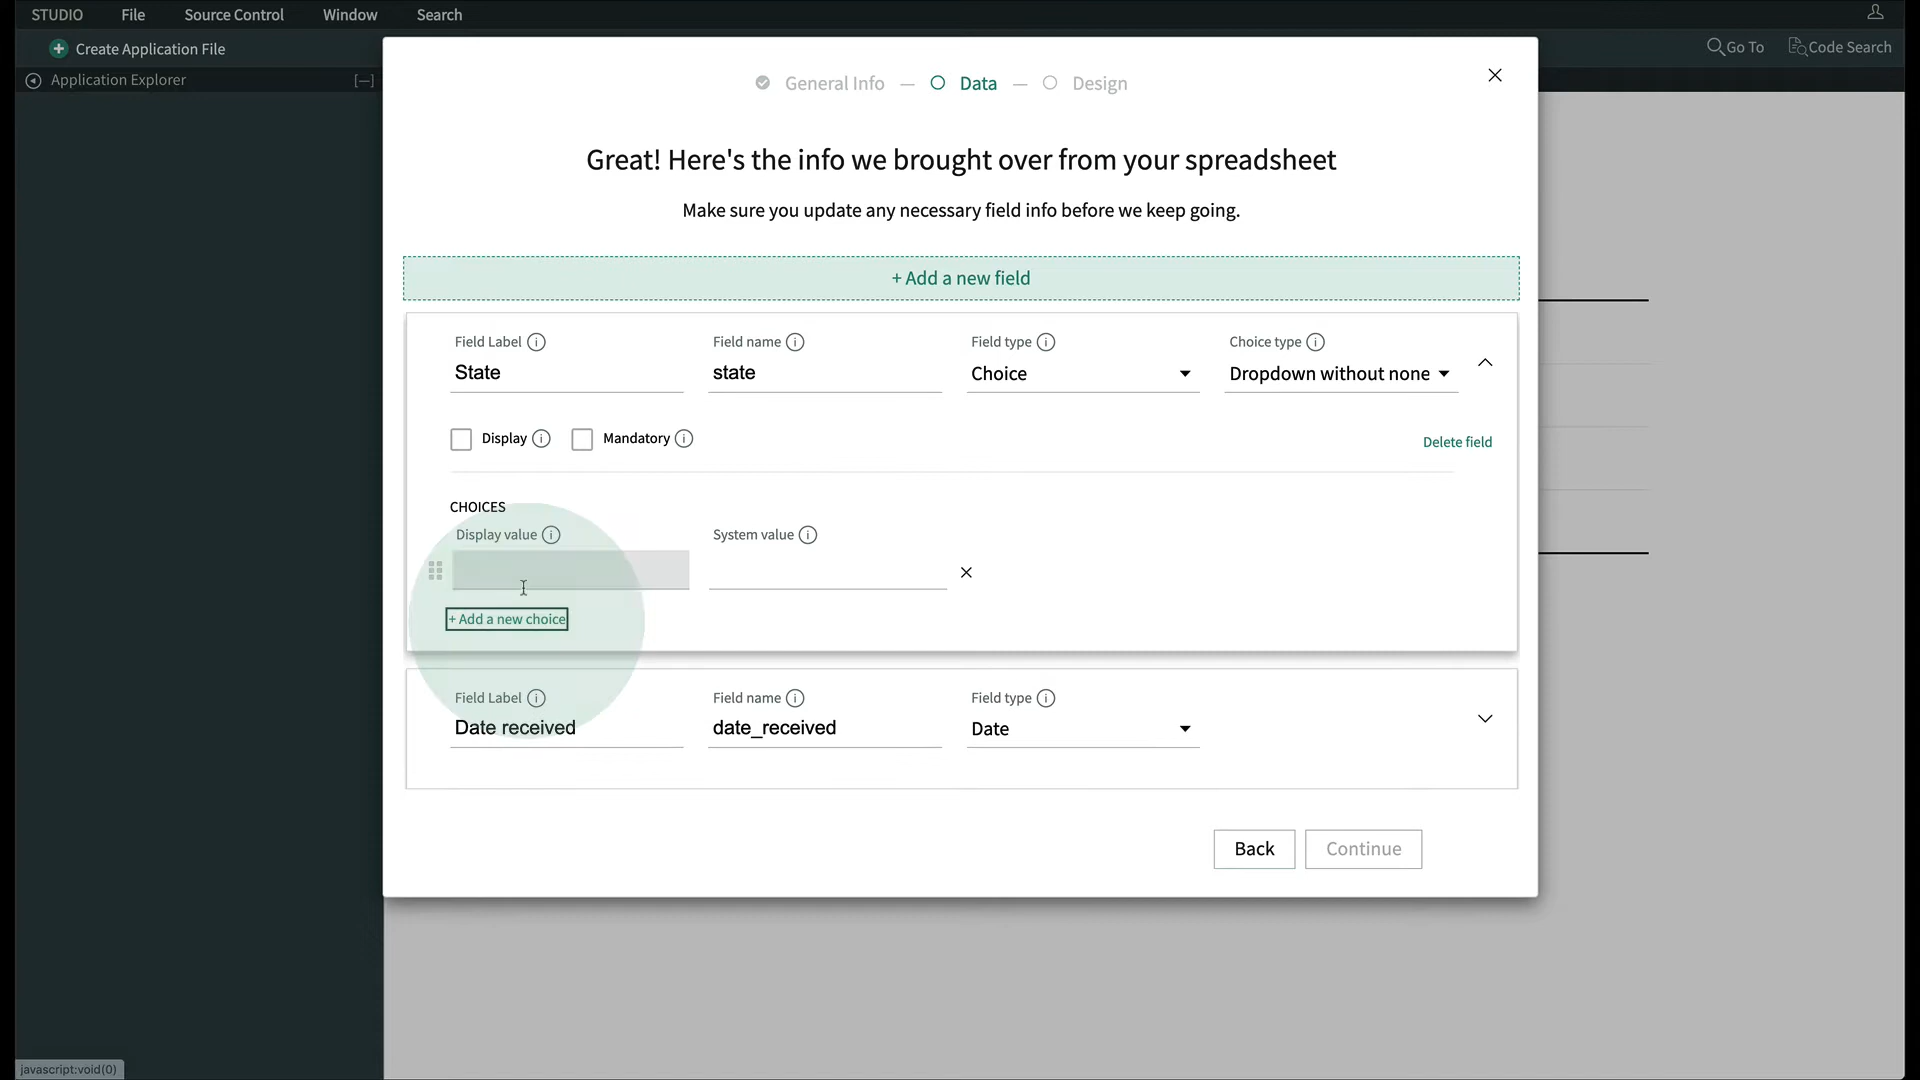 STUDIO File Source Control Window Search
Create Application File
Go To Code Search
Application Explorer [—]
General Info — Data — Design
Great! Here's the info we brought over from your spreadsheet
Make sure you update any necessary field info before we keep going.
+ Add a new field
Field Label Field name Field type Choice type
State state Choice Dropdown without none
Display Mandatory Delete field
CHOICES
Display value System value
+ Add a new choice
Field Label Field name Field type
Date received date_received Date
Back Continue
javascript:void(0)